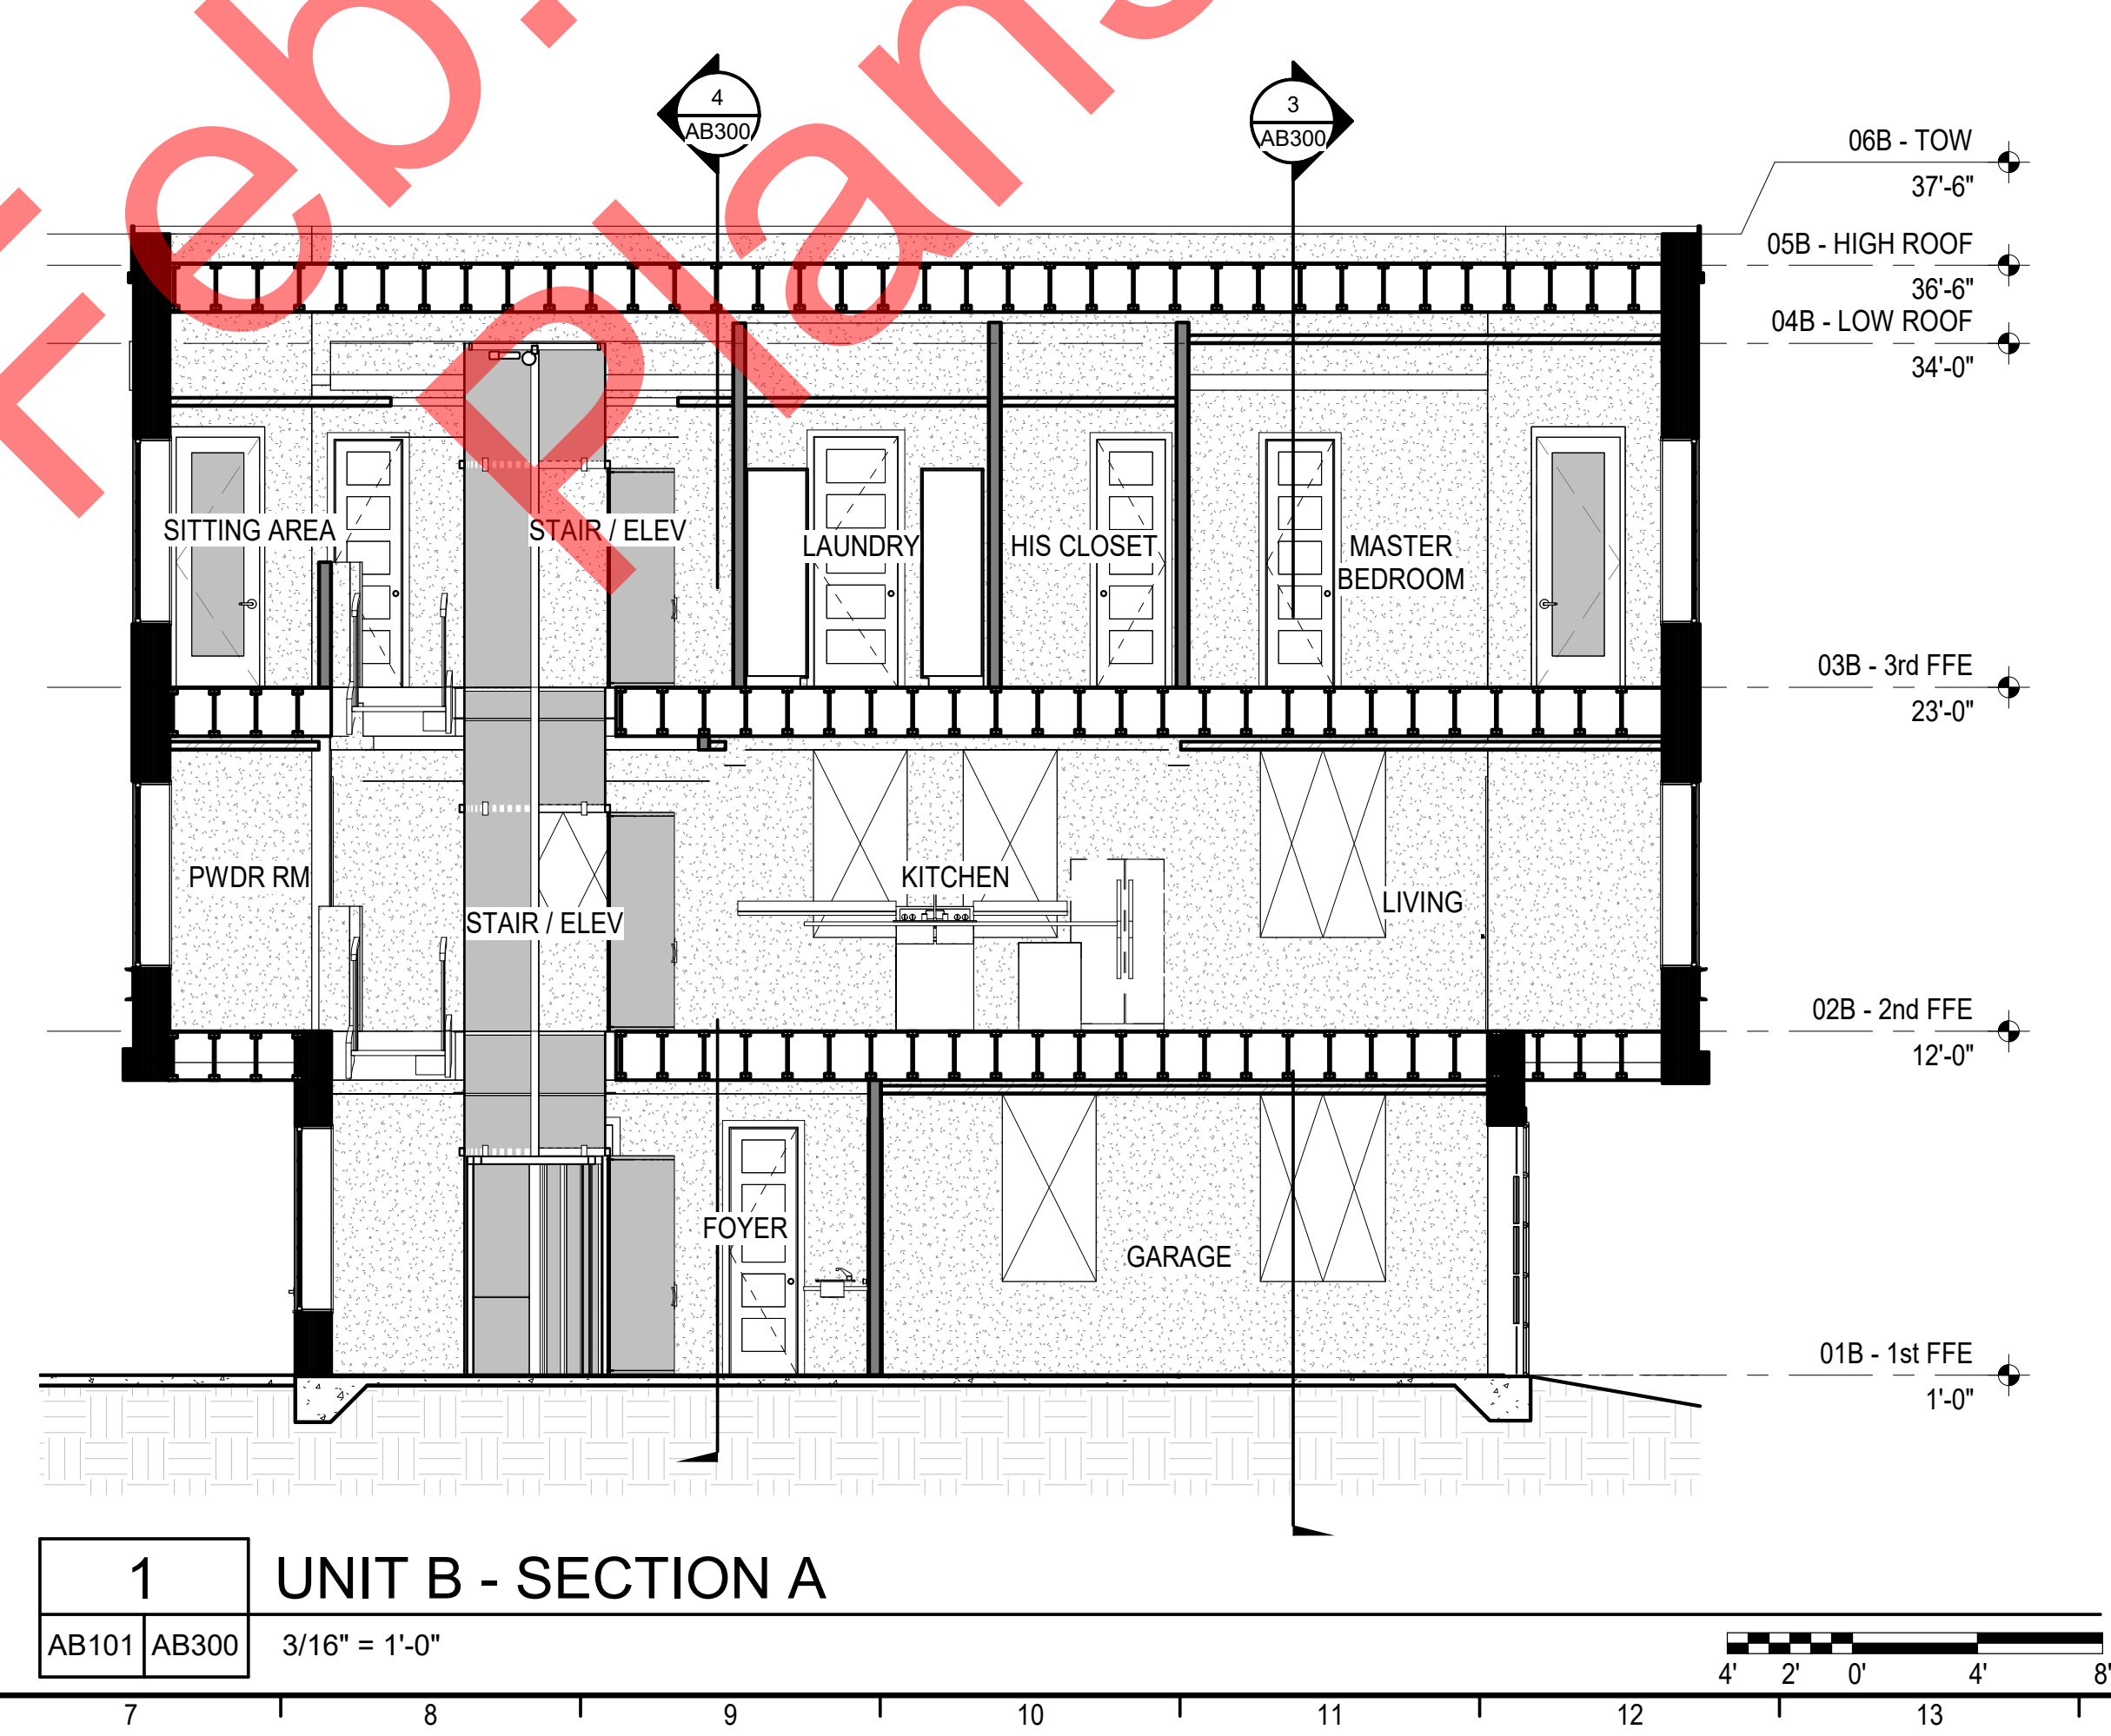 Feb.
Plans
4
AB300
3
AB300
06B - TOW
37'-6"
05B - HIGH ROOF
36'-6"
04B - LOW ROOF
34'-0"
SITTING AREA
STAIR / ELEV
LAUNDRY
HIS CLOSET
MASTER
BEDROOM
03B - 3rd FFE
23'-0"
PWDR RM
STAIR / ELEV
KITCHEN
LIVING
02B - 2nd FFE
12'-0"
FOYER
GARAGE
01B - 1st FFE
1'-0"
1
UNIT B - SECTION A
AB101
AB300
3/16" = 1'-0"
4' 2' 0' 4' 8'
7 8 9 10 11 12 13